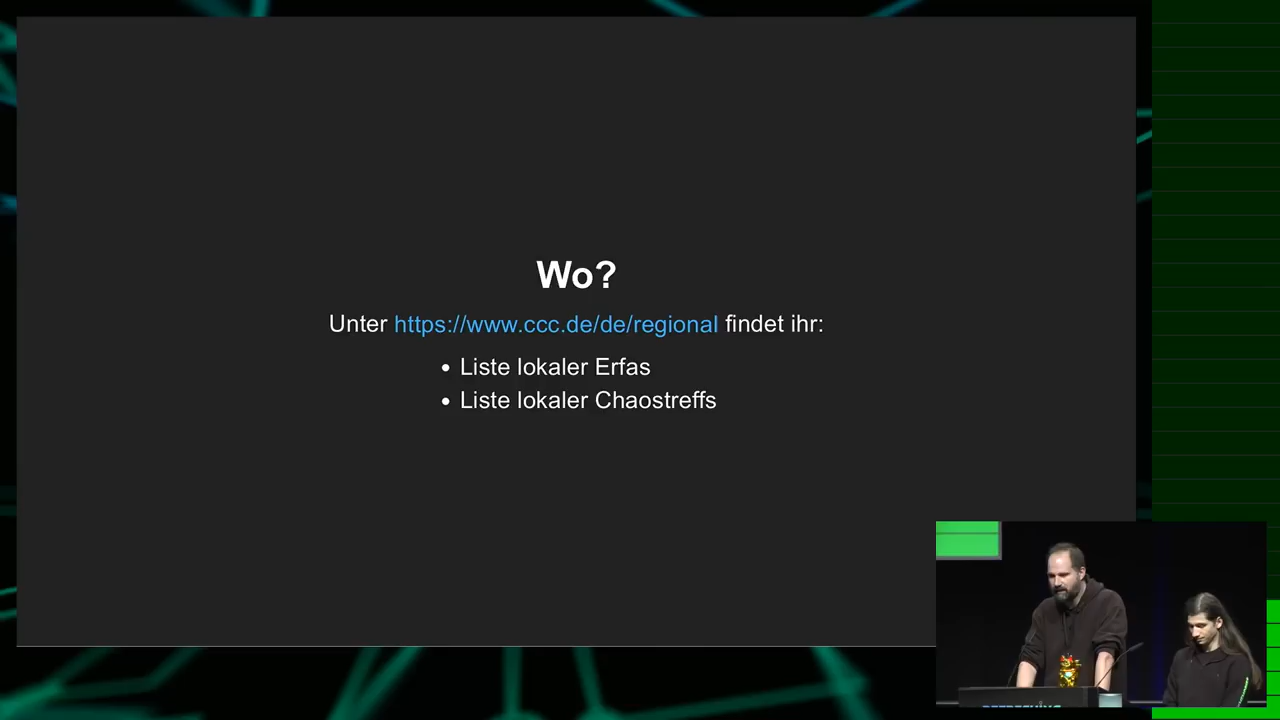 Wo?
Unter https://www.ccc.de/de/regional findet ihr:
• Liste lokaler Erfas
• Liste lokaler Chaostreffs